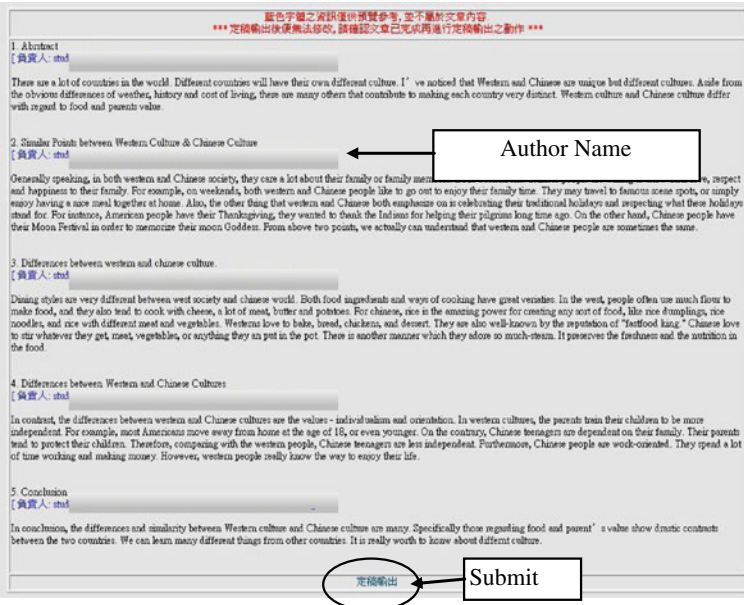 藍色字體之資訊僅供預覽參考, 並不屬於文章內容
*** 定稿輸出後便無法修改, 請確認文章已完成再進行定稿輸出之動作 ***
1. Abstract
[ 負責人: stud
There are a lot of countries in the world. Different countries will have their own different culture. I’ve noticed that Western and Chinese are unique but different cultures. Aside from
the obvious differences of weather, history and cost of living, there are many others that contribute to making each country very distinct. Western culture and Chinese culture differ
with regard to food and parents value.
2. Similar Points between Western Culture & Chinese Culture
[ 負責人: stud
Author Name
Generally speaking, in both western and Chinese society, they care a lot about their family or family mem
e, respect
and happiness to their family. For example, on weekends, both western and Chinese people like to go out to enjoy their family time. They may travel to famous scene spots, or simply
enjoy having a nice meal together at home. Also, the other thing that western and Chinese both emphasize on is celebrating their traditional holidays and respecting what these holidays
stand for. For instance, American people have their Thanksgiving, they wanted to thank the Indians for helping their pilgrims long time ago. On the other hand, Chinese people have
their Moon Festival in order to memorize their moon Goddess. From above two points, we actually can understand that western and Chinese people are sometimes the same.
3. Differences between western and chinese culture.
[ 負責人: stud
Dining styles are very different between west society and chinese world. Both food ingredients and ways of cooking have great verieties. In the west, people often use much flour to
make food, and they also tend to cook with cheese, a lot of meat, butter and potatoes. For chinese, rice is the amazing power for creating any sort of food, like rice dumplings, rice
noodles, and rice with different meat and vegetables. Westerns love to bake, bread, chickens, and dessert. They are also well-known by the reputation of "fastfood king." Chinese love
to stir whatever they get, meat, vegetables, or anything they an put in the pot. There is another manner which they adore so much-steam. It preserves the freshness and the nutrition in
the food.
4. Differences between Western and Chinese Cultures
[ 負責人: stud
In contrast, the differences between western and Chinese cultures are the values - individualism and orientation. In western cultures, the parents train their children to be more
independent. For example, most Americans move away from home at the age of 18, or even younger. On the contrary, Chinese teenagers are dependent on their family. Their parents
tend to protect their children. Therefore, comparing with the western people, Chinese teenagers are less independent. Furthermore, Chinese people are work-oriented. They spend a lot
of time working and making money. However, western people really know the way to enjoy their life.
5. Conclusion
[ 負責人: stud
In conclusion, the differences and similarity between Western culture and Chinese culture are many. Specifically those regarding food and parent’s value show drastic contrasts
between the two countries. We can learn many different things from other countries. It is really worth to konw about differnt culture.
定稿輸出
Submit